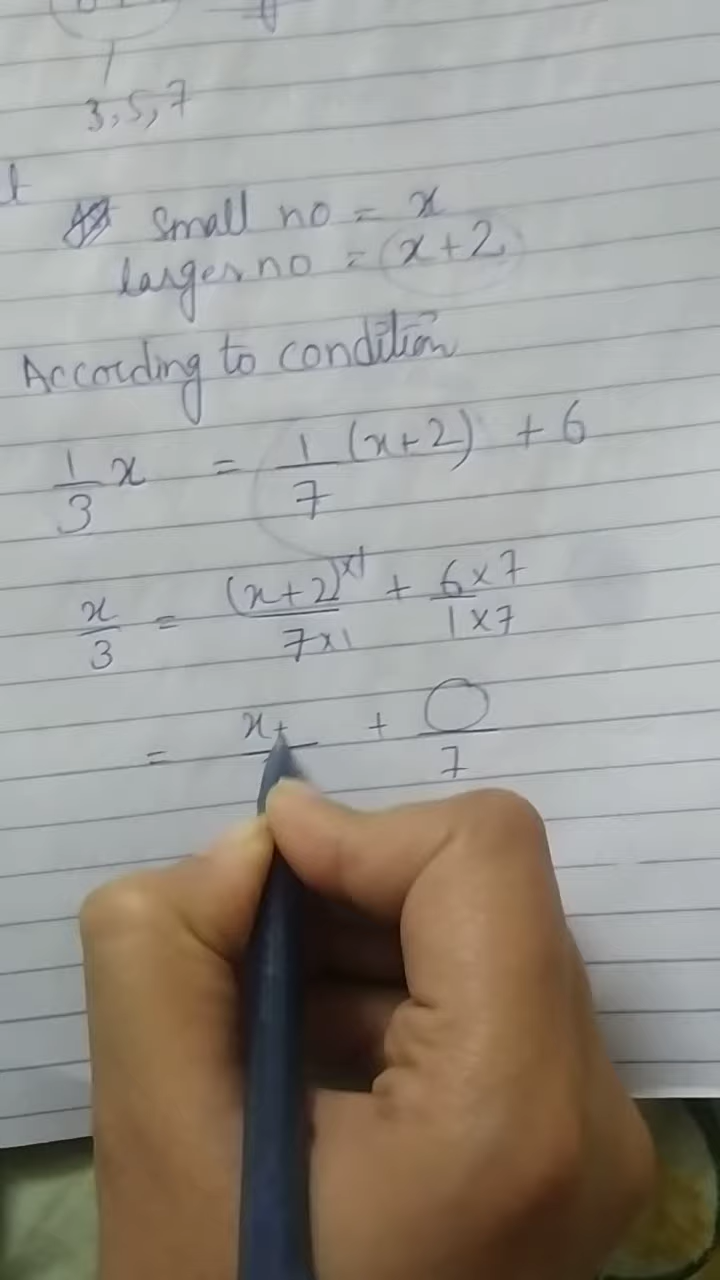 3, 5, 7
small no = x
larger no = x + 2
According to condition
1/3 x = 1/7 (x+2) + 6
x/3 = (x+2)×1/7×1 + 6×7/1×7
= x+ + 7